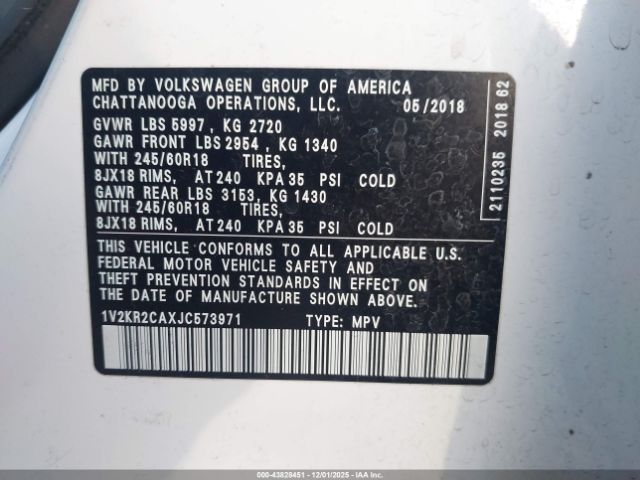 MFD BY VOLKSWAGEN GROUP OF AMERICA
CHATTANOOGA OPERATIONS, LLC. 05/2018
GVWR LBS 5997, KG 2720
GAWR FRONT LBS 2954, KG 1340
WITH 245/60R18 TIRES,
8JX18 RIMS, AT 240 KPA 35 PSI COLD
GAWR REAR LBS 3153, KG 1430
WITH 245/60R18 TIRES,
8JX18 RIMS, AT 240 KPA 35 PSI COLD
2110235 2018 62
THIS VEHICLE CONFORMS TO ALL APPLICABLE U.S.
FEDERAL MOTOR VEHICLE SAFETY AND
THEFT PREVENTION STANDARDS IN EFFECT ON
THE DATE OF MANUFACTURE SHOWN ABOVE.
1V2KR2CAXJC573971 TYPE: MPV
000-43828451 - 12/01/2025 - IAAI.com